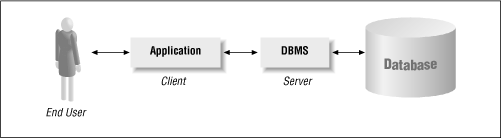 Application
DBMS
Database
Client
Server
End User